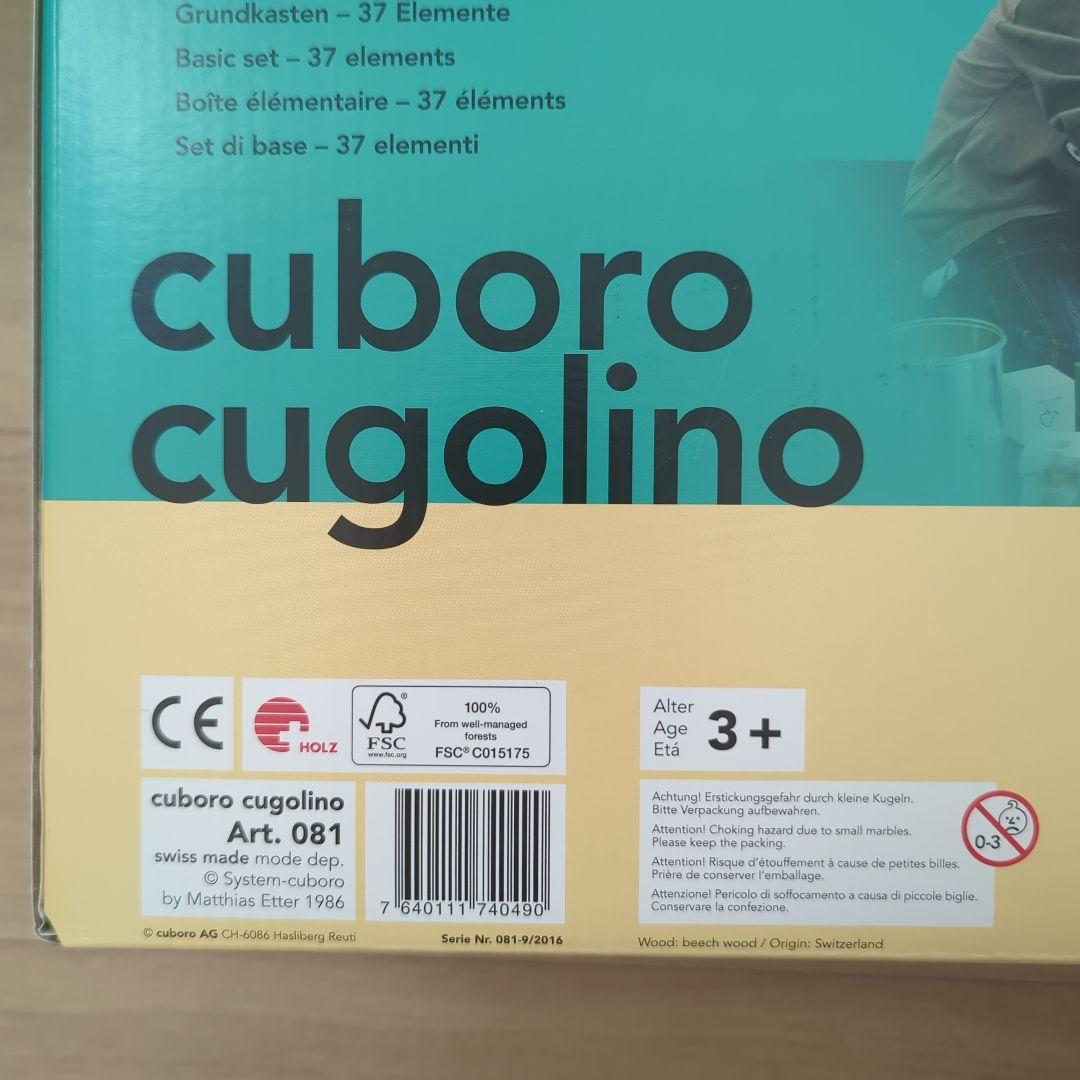 Grundkasten – 37 Elemente
Basic set – 37 elements
Boîte élémentaire – 37 éléments
Set di base – 37 elementi
cuboro
cugolino
CE
HOLZ
FSC®
www.fsc.org
100%
From well-managed
forests
FSC® C015175
Alter
Age
Etá
3+
cuboro cugolino
Art. 081
swiss made mode dep.
© System-cuboro
by Matthias Etter 1986
7 640111 740490
Achtung! Erstickungsgefahr durch kleine Kugeln.
Bitte Verpackung aufbewahren.
Attention! Choking hazard due to small marbles.
Please keep the packing.
Attention! Risque d'étouffement à cause de petites billes.
Prière de conserver l'emballage.
Attenzione! Pericolo di soffocamento a causa di piccole biglie.
Conservare la confezione.
0-3
© cuboro AG CH-6086 Hasliberg Reuti
Serie Nr. 081-9/2016
Wood: beech wood / Origin: Switzerland